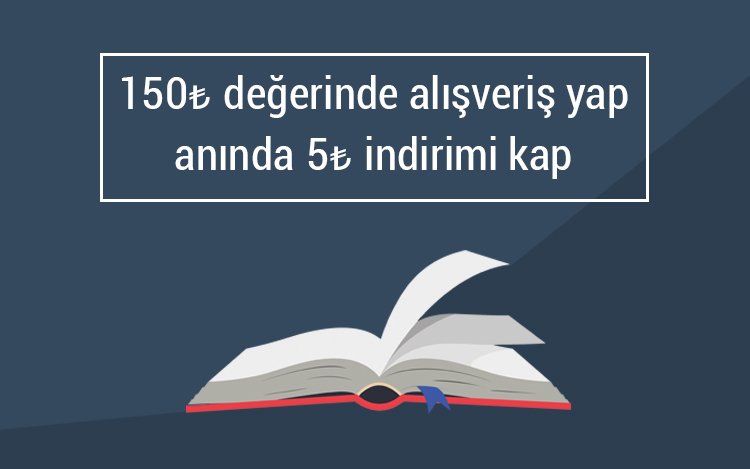 150₺ değerinde alışveriş yap
anında 5₺ indirimi kap